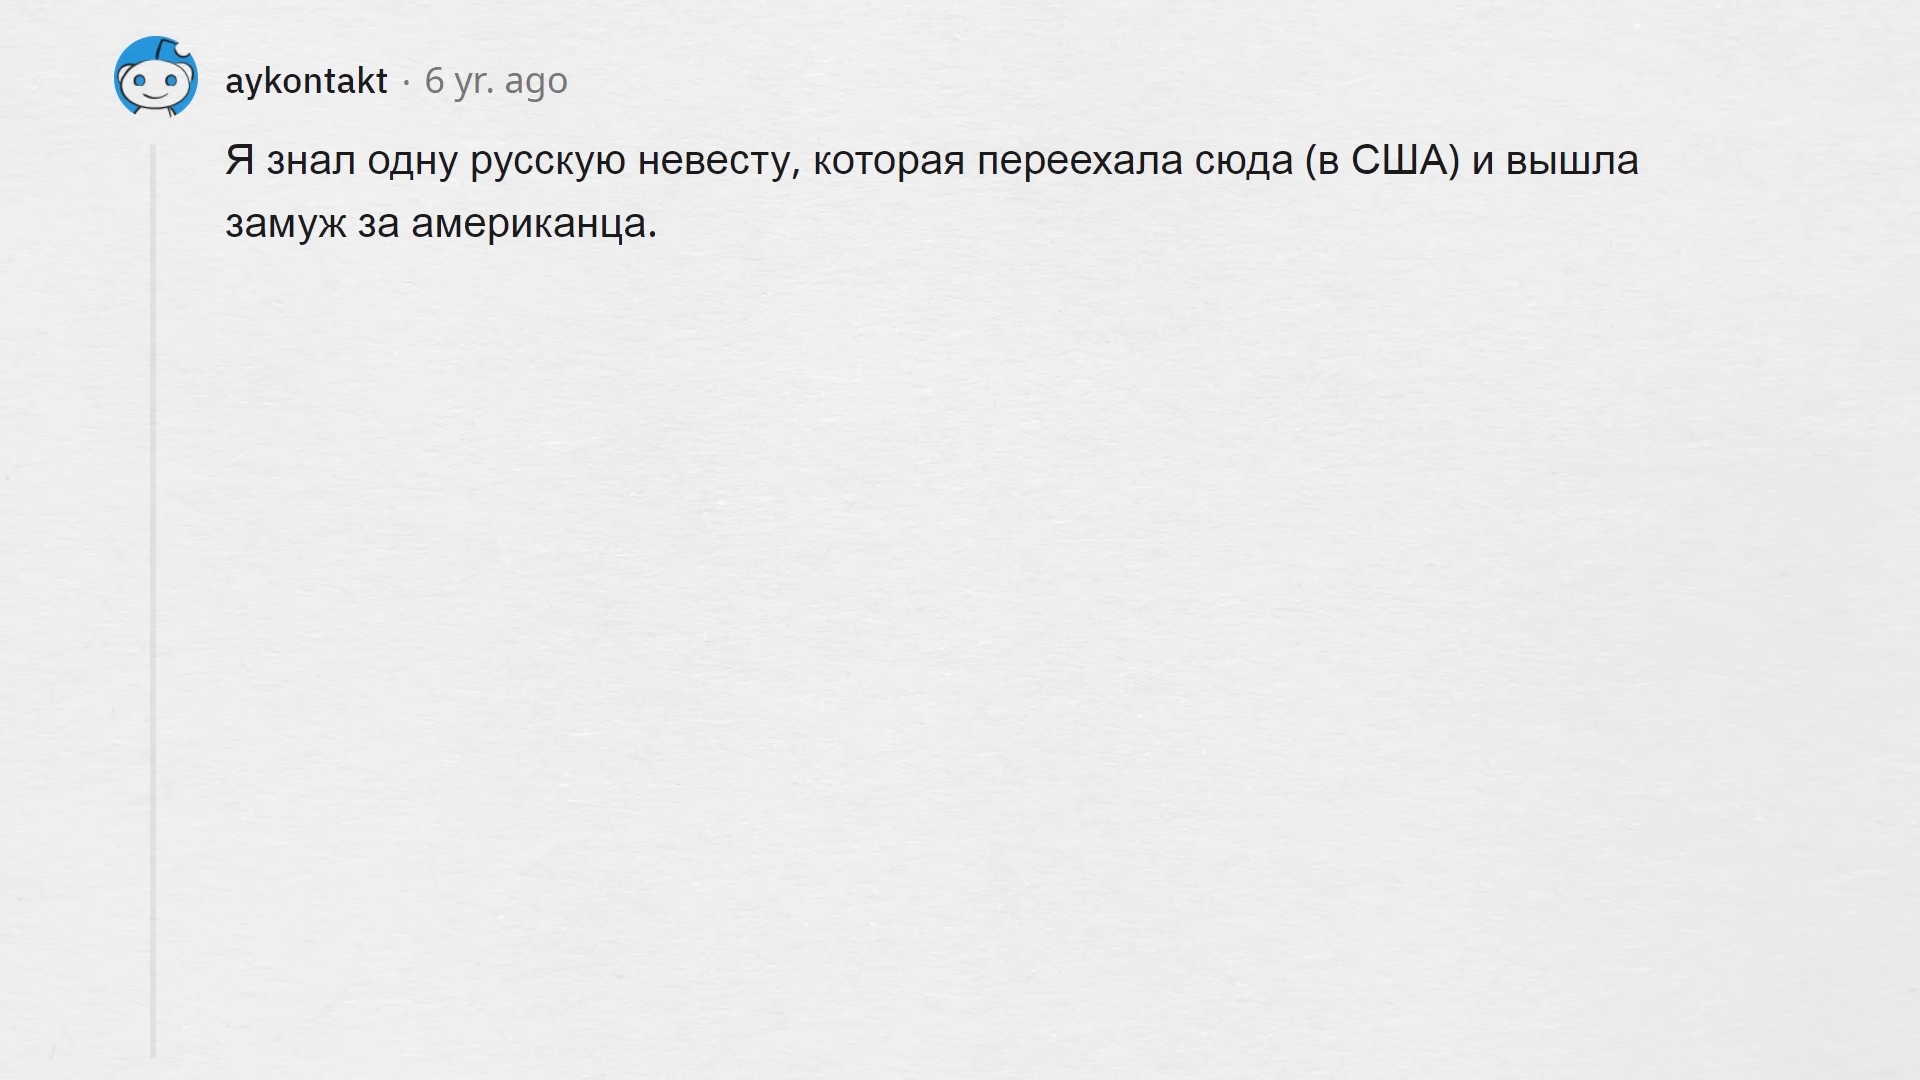 aykontakt · 6 yr. ago
Я знал одну русскую невесту, которая переехала сюда (в США) и вышла
замуж за американца.